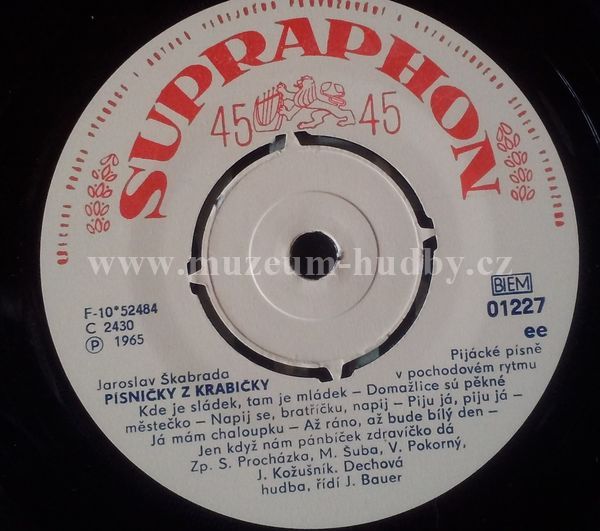 SUPRAPHON
45 45
www.muzeum-hudby.cz
F-10*52484
C 2430
Ⓟ 1965
BIEM
01227
ee
Jaroslav Škabrada
PÍSNIČKY Z KRABIČKY
Pijácké písně
v pochodovém rytmu
Kde je sládek, tam je mládek – Domažlice sú pěkné
městečko – Napij se, bratříčku, napij – Piju já, piju já –
Já mám chaloupku – Až ráno, až bude bílý den –
Jen když nám pánbíček zdravíčko dá
Zp. S. Procházka, M. Šuba, V. Pokorný,
J. Kožušník. Dechová
hudba, řídí J. Bauer